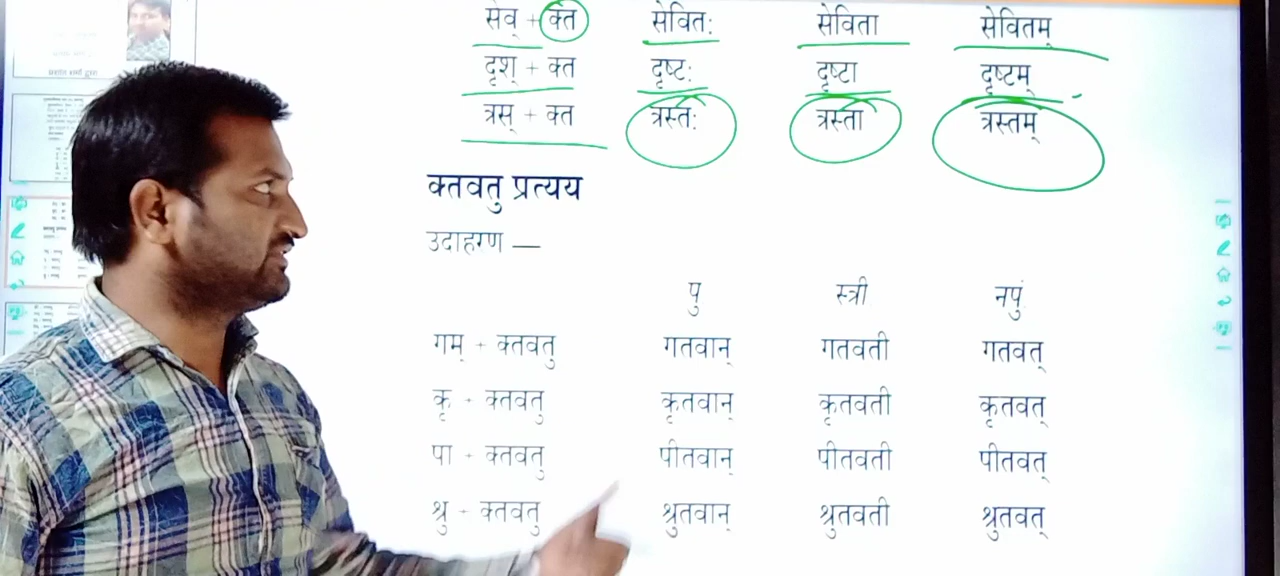 सेव् + क्त सेवितः सेविता सेवितम्
दृश् + क्त दृष्टः दृष्टा दृष्टम्
त्रस् + क्त त्रस्तः त्रस्ता त्रस्तम्
क्तवतु प्रत्यय
उदाहरण —
पु स्त्री नपुं
गम् + क्तवतु गतवान् गतवती गतवत्
कृ + क्तवतु कृतवान् कृतवती कृतवत्
पा + क्तवतु पीतवान् पीतवती पीतवत्
श्रु + क्तवतु श्रुतवान् श्रुतवती श्रुतवत्